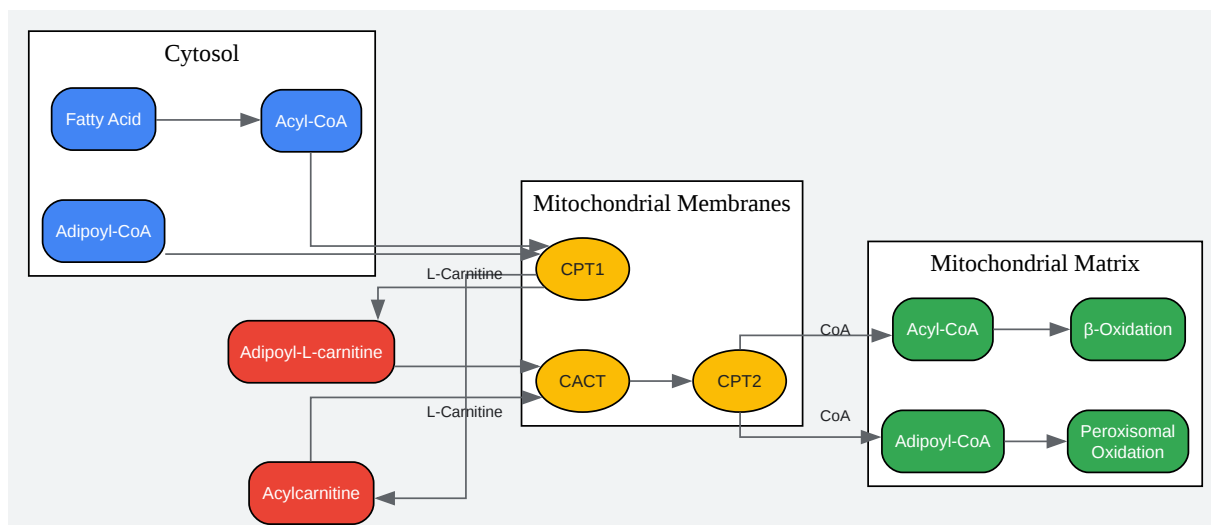 Cytosol
Fatty Acid
Acyl-CoA
Adipoyl-CoA
Mitochondrial Membranes
CPT1
L-Carnitine
Adipoyl-L-carnitine
CACT
CPT2
L-Carnitine
Acylcarnitine
Mitochondrial Matrix
CoA
Acyl-CoA
β-Oxidation
CoA
Adipoyl-CoA
Peroxisomal
Oxidation